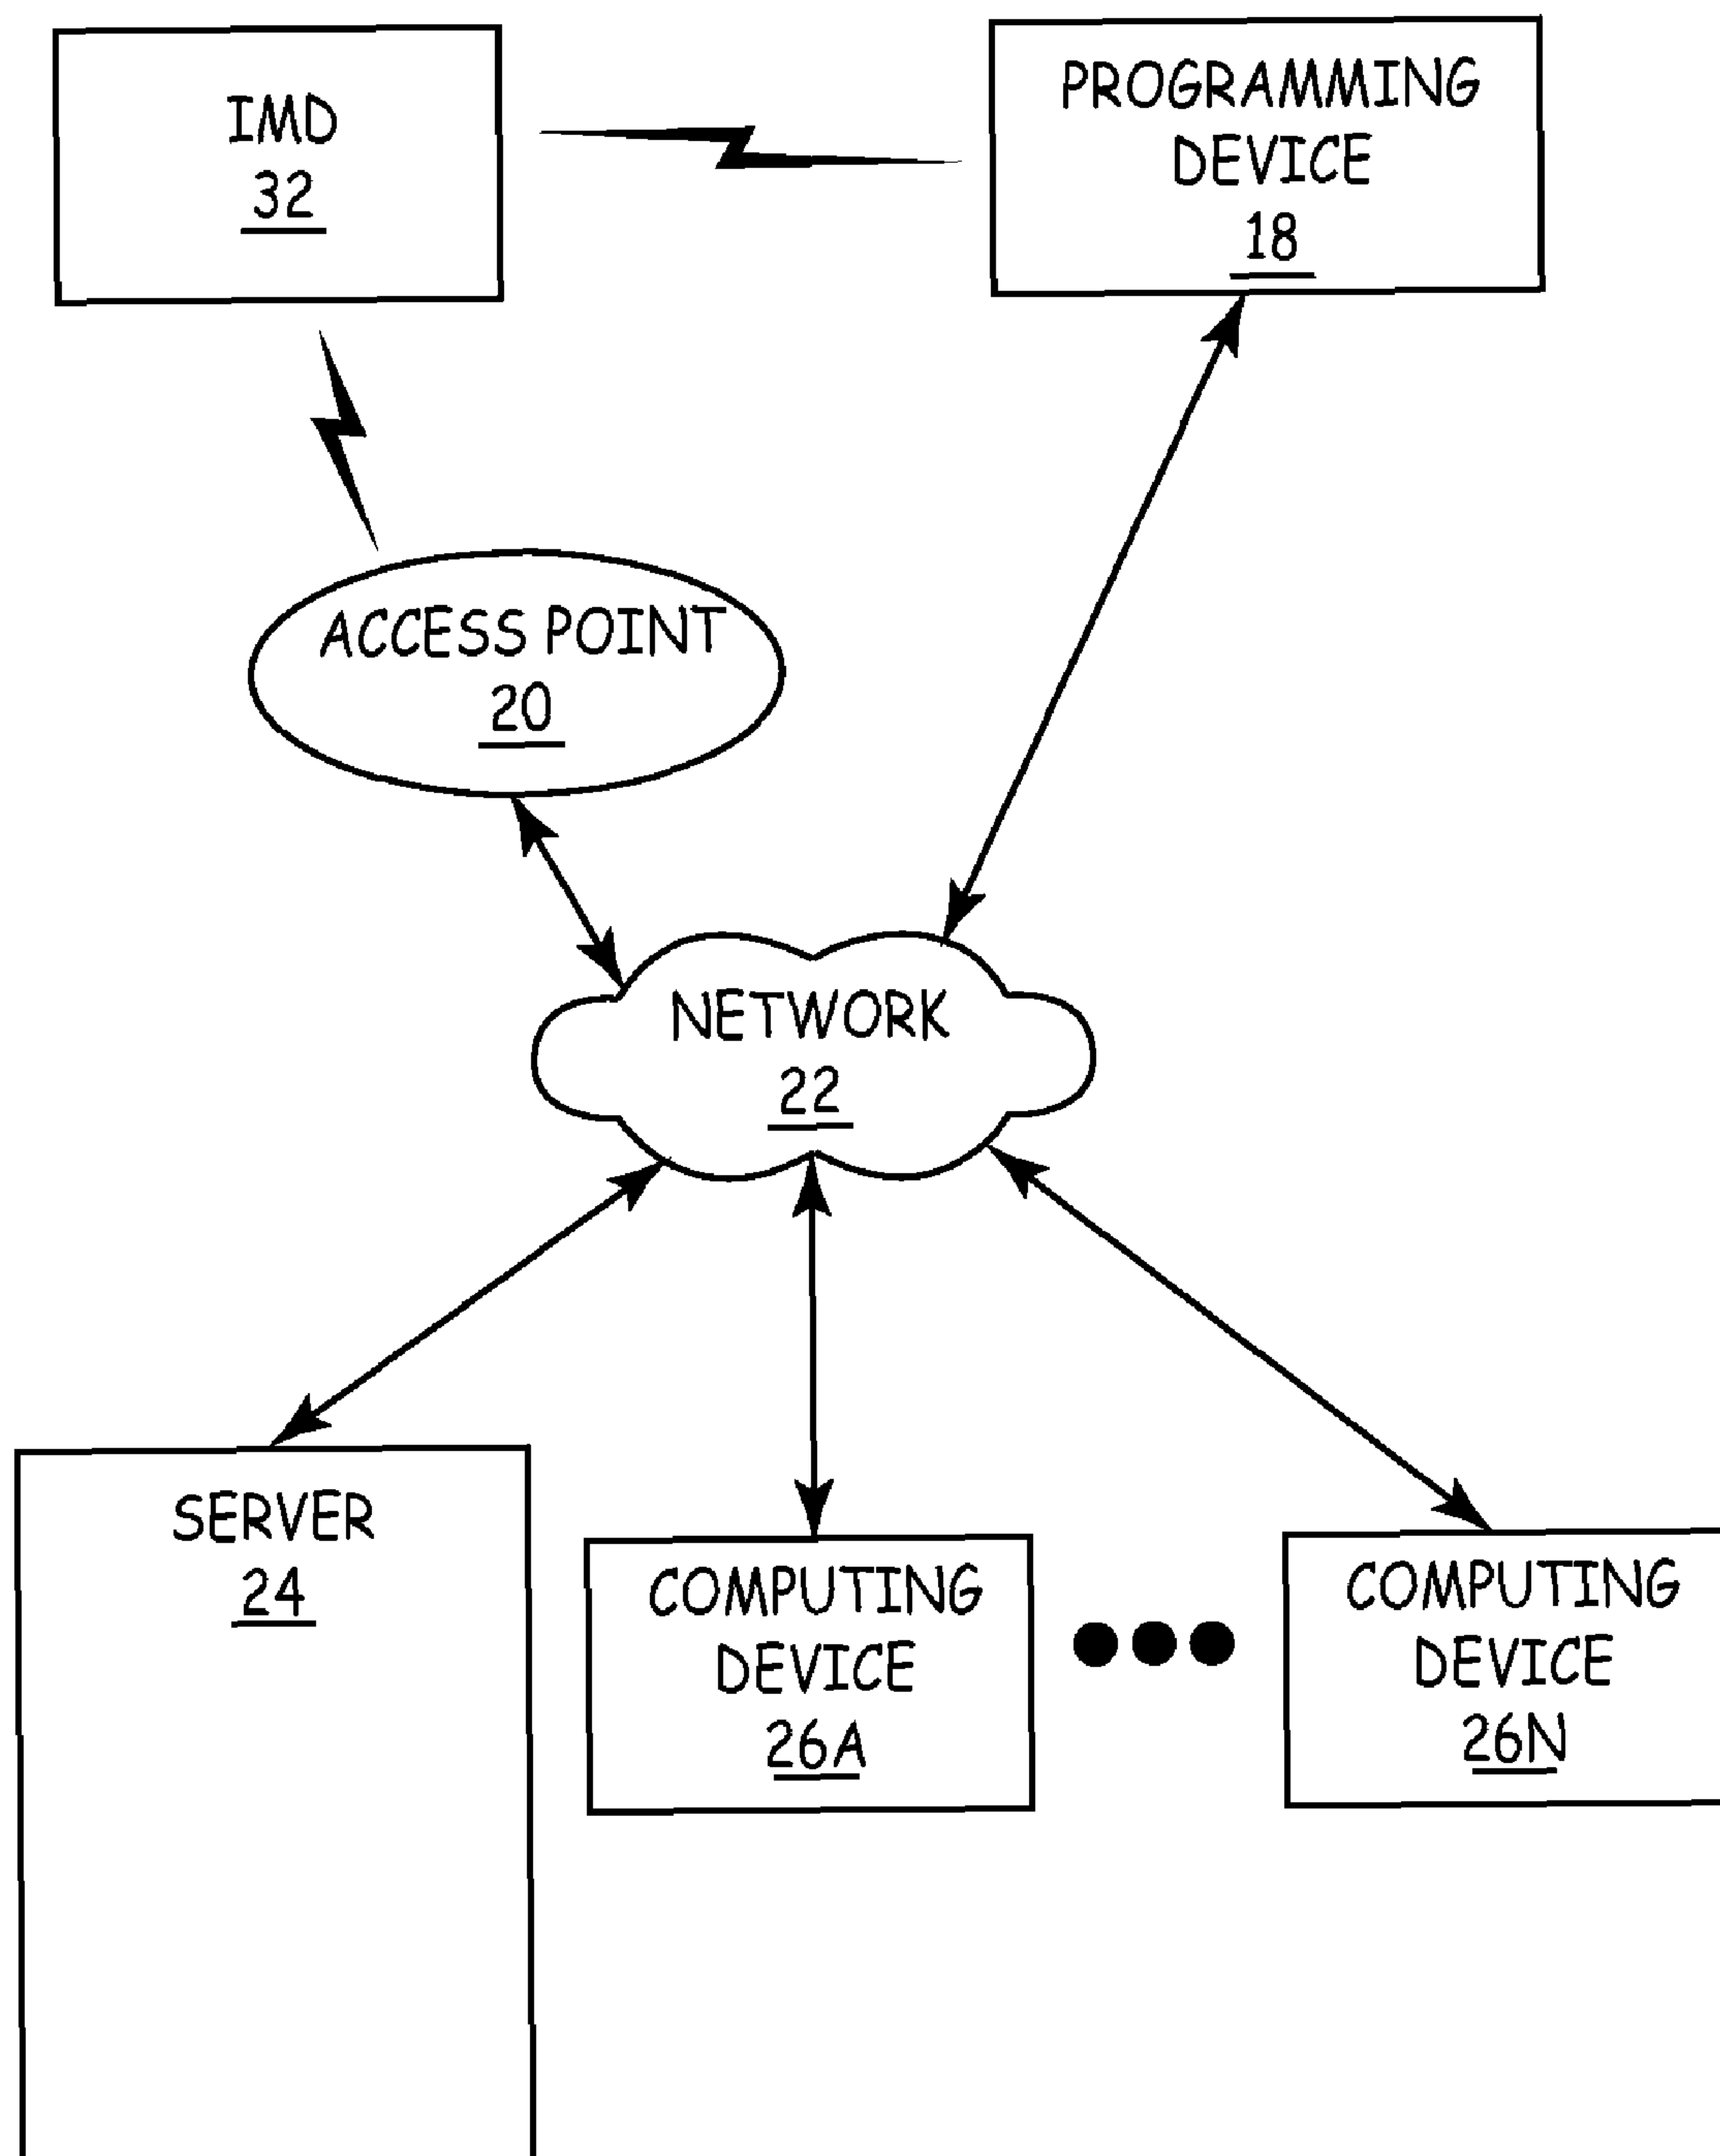 IMD
32
PROGRAMMING
DEVICE
18
ACCESS POINT
20
NETWORK
22
SERVER
24
COMPUTING
DEVICE
26A
COMPUTING
DEVICE
26N